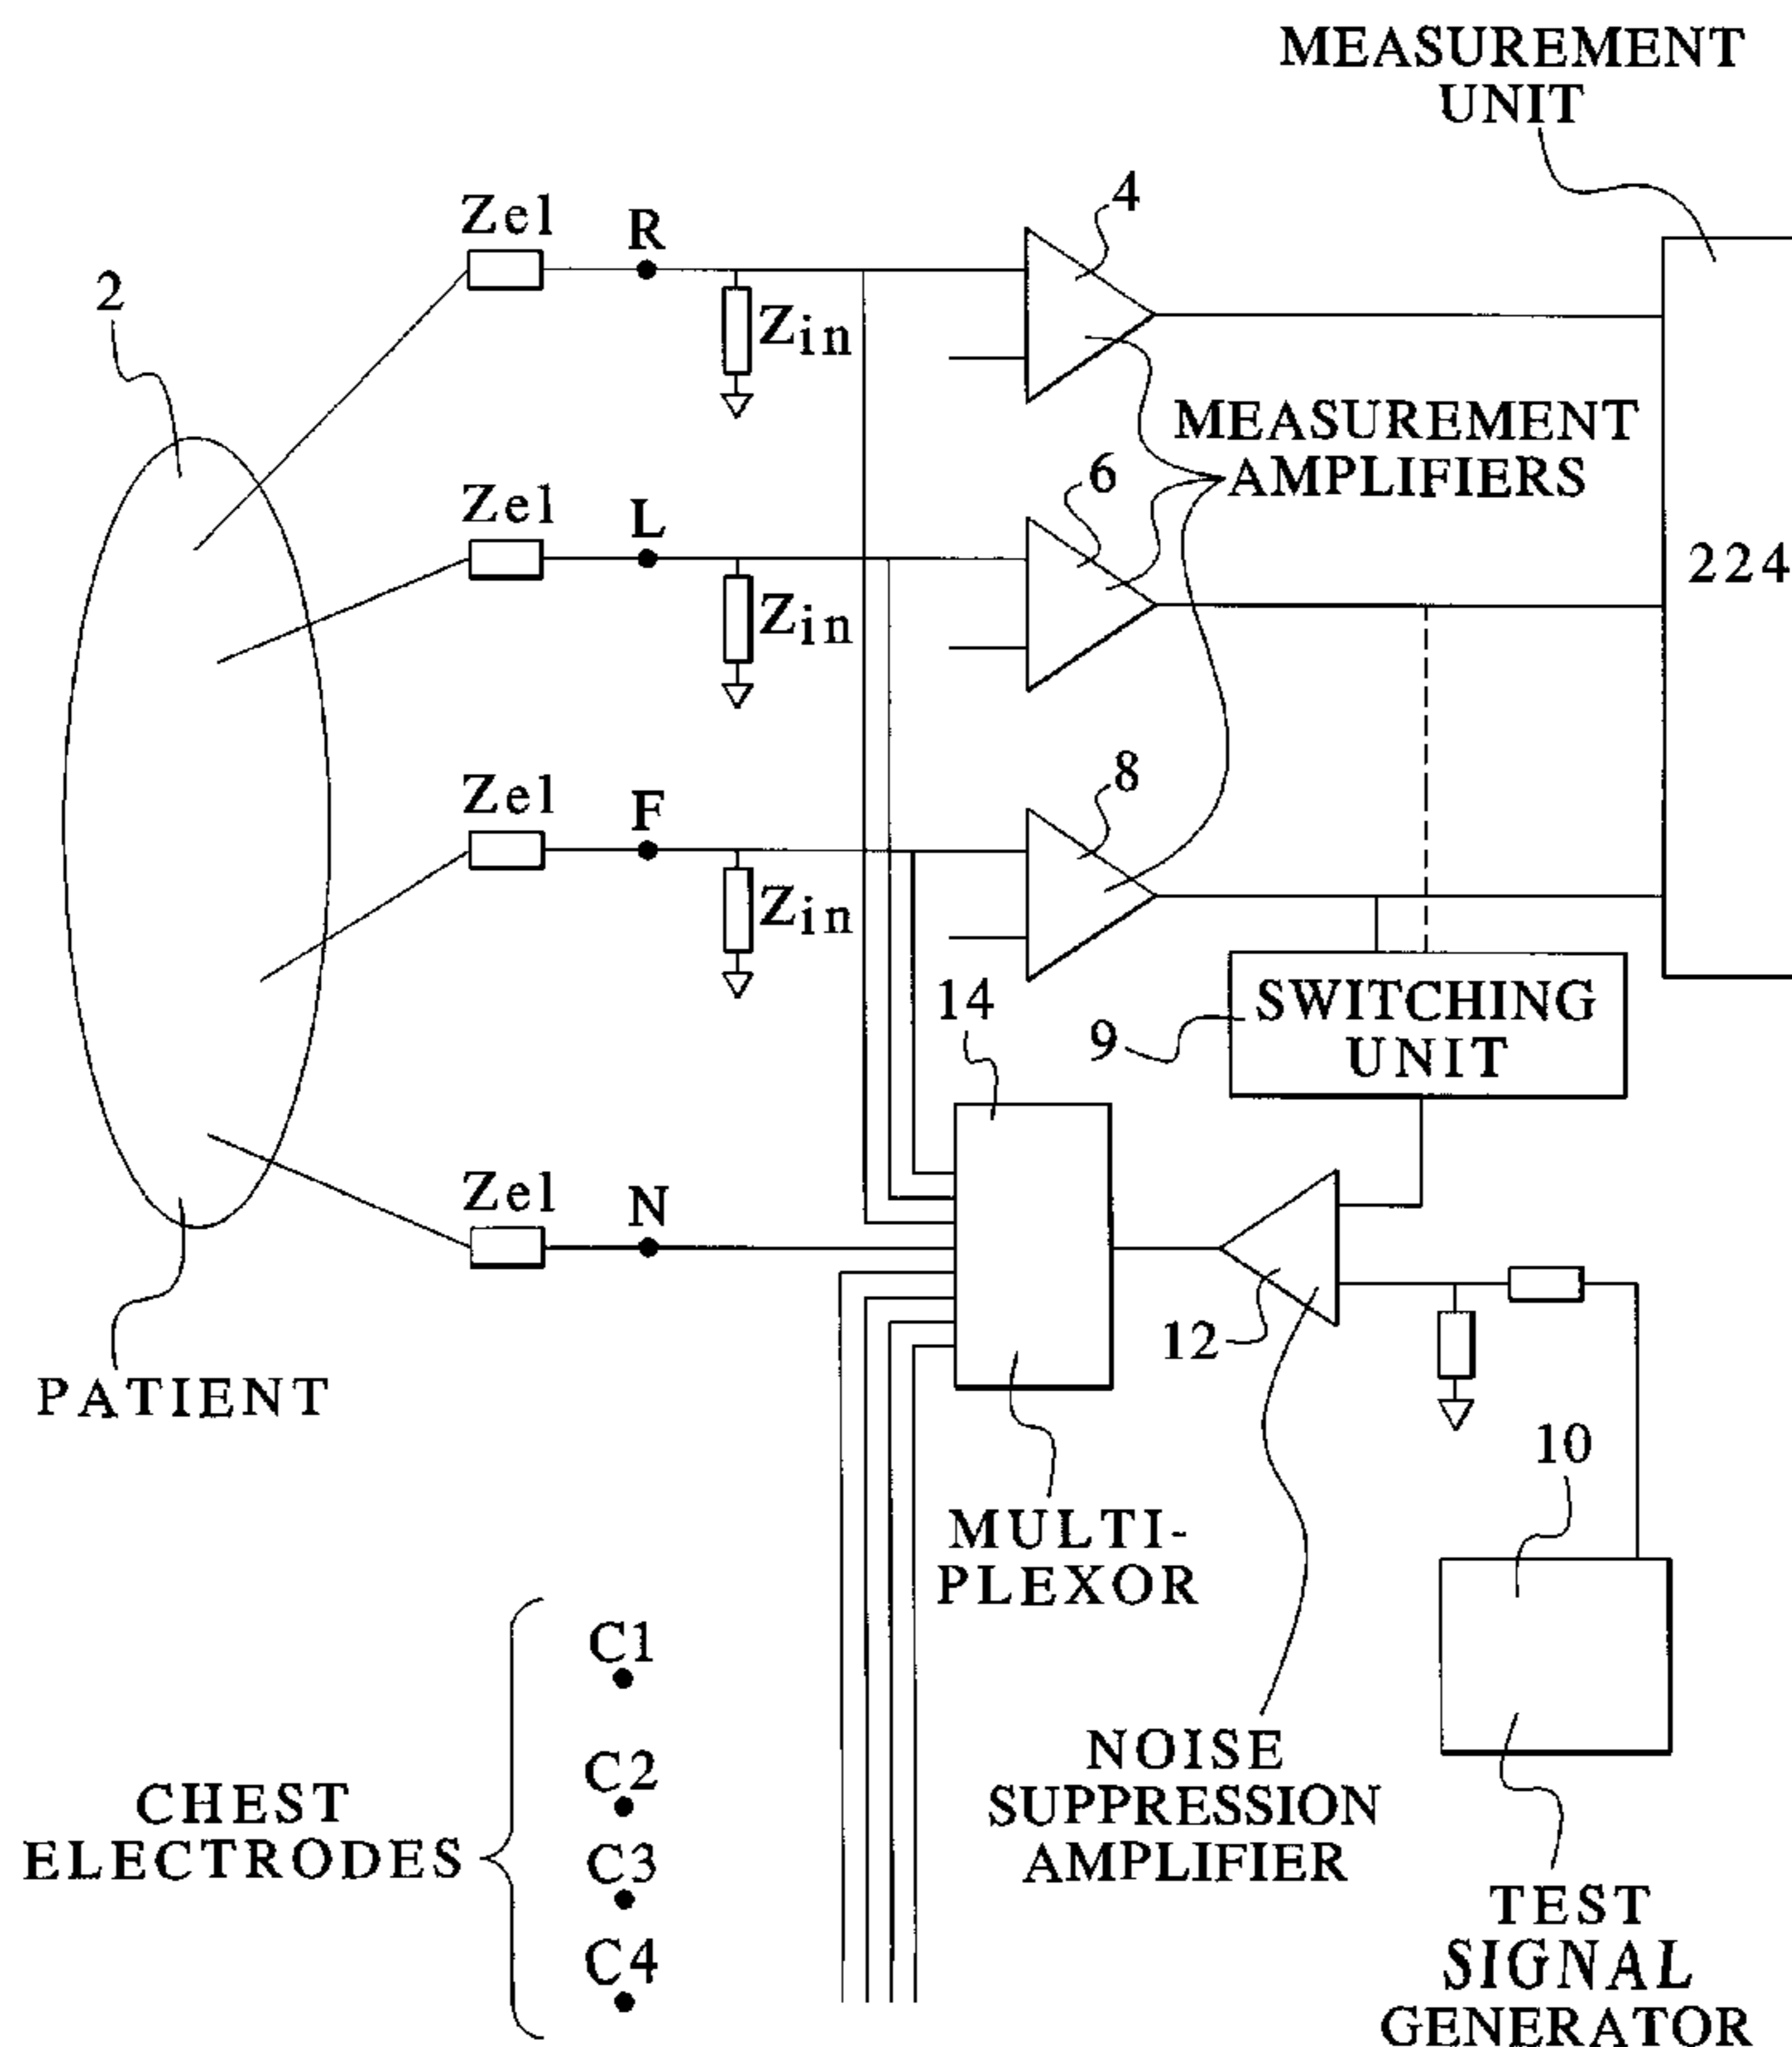 MEASUREMENT
UNIT
Zel
R
4
2
Zin
MEASUREMENT
AMPLIFIERS
Zel
L
6
224
Zin
Zel
F
8
Zin
14
SWITCHING
UNIT
9
Zel
N
12
PATIENT
10
MULTI-
PLEXOR
C1
NOISE
SUPPRESSION
AMPLIFIER
C2
CHEST
ELECTRODES
C3
C4
TEST
SIGNAL
GENERATOR